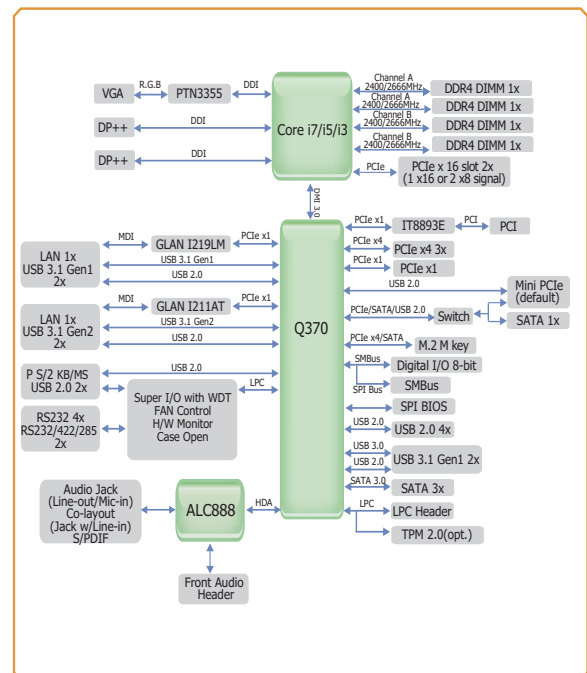 VGA
R.G.B
PTN3355
DDI
DP++
DDI
DP++
DDI
Core i7/i5/i3
Channel A
2400/2666MHz
DDR4 DIMM 1x
Channel A
2400/2666MHz
DDR4 DIMM 1x
Channel B
2400/2666MHz
DDR4 DIMM 1x
Channel B
2400/2666MHz
DDR4 DIMM 1x
PCIe
PCIe x 16 slot 2x
(1 x16 or 2 x8 signal)
DMI 3.0
Q370
LAN 1x
USB 3.1 Gen1
2x
MDI
GLAN I219LM
PCIe x1
USB 3.1 Gen1
USB 2.0
LAN 1x
USB 3.1 Gen2
2x
MDI
GLAN I211AT
PCIe x1
USB 3.1 Gen2
USB 2.0
P S/2 KB/MS
USB 2.0 2x
USB 2.0
Super I/O with WDT
FAN Control
H/W Monitor
Case Open
LPC
RS232 4x
RS232/422/285
2x
Audio Jack
(Line-out/Mic-in)
Co-layout
(Jack w/Line-in)
S/PDIF
ALC888
HDA
Front Audio
Header
PCIe x1
IT8893E
PCI
PCI
PCIe x4
PCIe x4 3x
PCIe x1
PCIe x1
USB 2.0
Mini PCIe
(default)
PCIe/SATA/USB 2.0
Switch
SATA 1x
PCIe x4/SATA
M.2 M key
SMBus
Digital I/O 8-bit
SPI Bus
SMBus
SPI BIOS
USB 2.0
USB 2.0 4x
USB 3.0
USB 2.0
USB 3.1 Gen1 2x
SATA 3.0
SATA 3x
LPC
LPC Header
TPM 2.0(opt.)